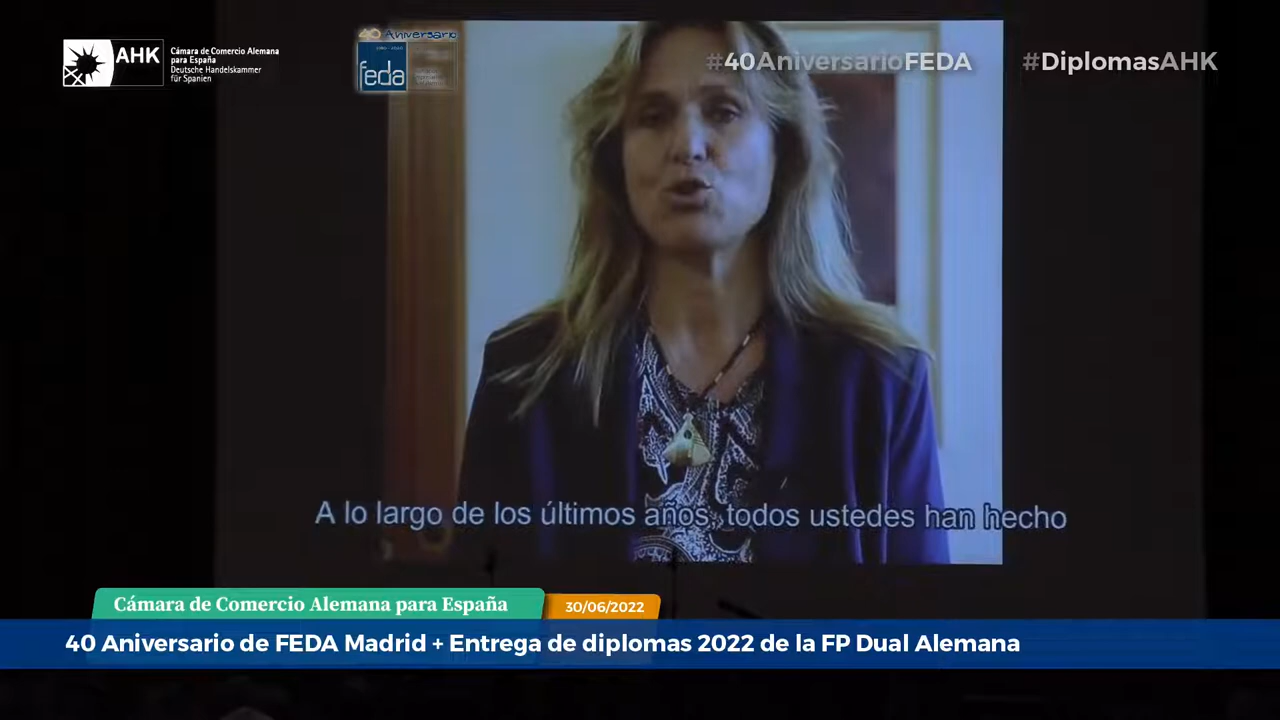 AHK
Cámara de Comercio Alemana
para España
Deutsche Handelskammer
für Spanien
40 Aniversario
feda
#40AniversarioFEDA
#DiplomasAHK
A lo largo de los últimos años, todos ustedes han hecho
Cámara de Comercio Alemana para España
30/06/2022
40 Aniversario de FEDA Madrid + Entrega de diplomas 2022 de la FP Dual Alemana